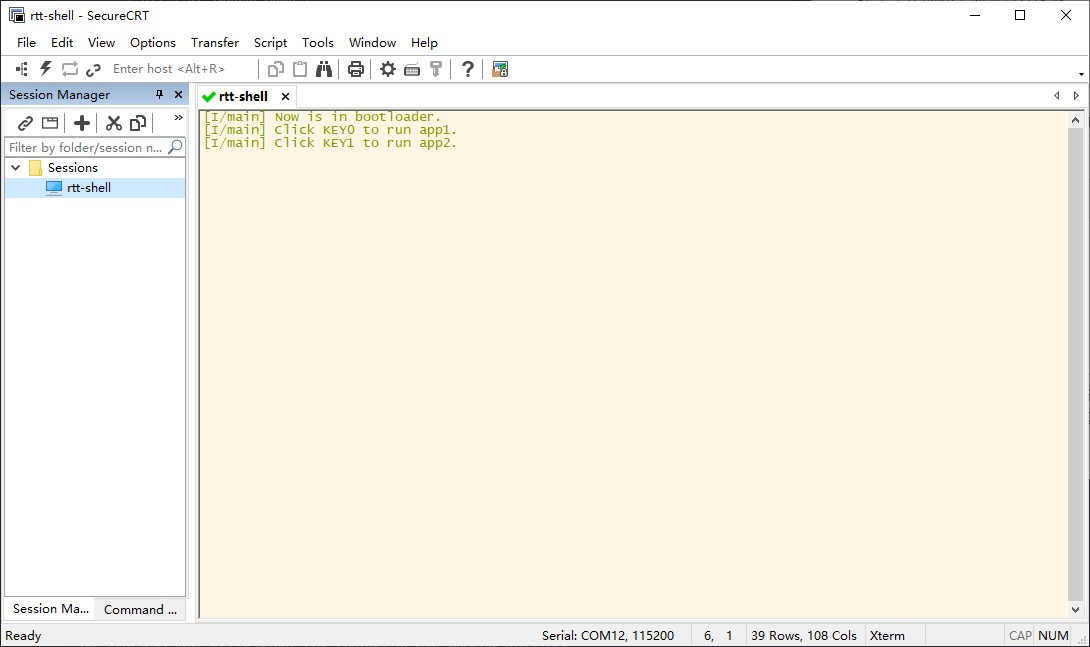 rtt-shell - SecureCRT
File Edit View Options Transfer Script Tools Window Help
Enter host <Alt+R>
Session Manager
rtt-shell
Filter by folder/session n...
Sessions
rtt-shell
[I/main] Now is in bootloader.
[I/main] Click KEY0 to run app1.
[I/main] Click KEY1 to run app2.
Session Ma... Command ...
Ready Serial: COM12, 115200 6, 1 39 Rows, 108 Cols Xterm CAP NUM